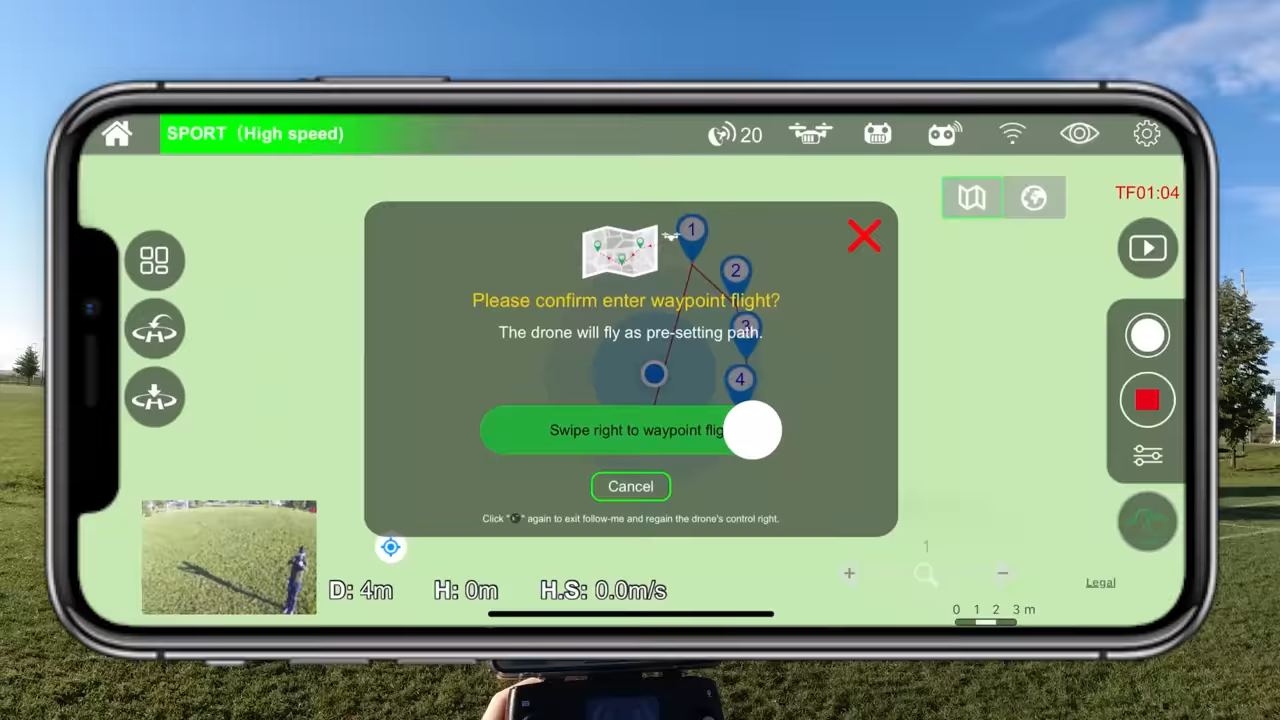 SPORT（High speed)
20
TF01:04
1
2
3
4
Please confirm enter waypoint flight?
The drone will fly as pre-setting path.
Swipe right to waypoint flig
Cancel
Click "" again to exit follow-me and regain the drone's control right.
D: 4m
H: 0m
H.S: 0.0m/s
1
+
−
Legal
0 1 2 3 m